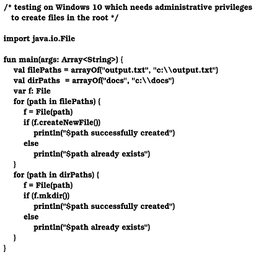 /* testing on Windows 10 which needs administrative privileges
   to create files in the root */

import java.io.File

fun main(args: Array<String>) {
    val filePaths = arrayOf("output.txt", "c:\\output.txt")
    val dirPaths  = arrayOf("docs", "c:\\docs")
    var f: File
    for (path in filePaths) {
        f = File(path)
        if (f.createNewFile())
            println("$path successfully created")
        else
            println("$path already exists")
    }
    for (path in dirPaths) {
        f = File(path)
        if (f.mkdir())
            println("$path successfully created")
        else
            println("$path already exists")
    }
}